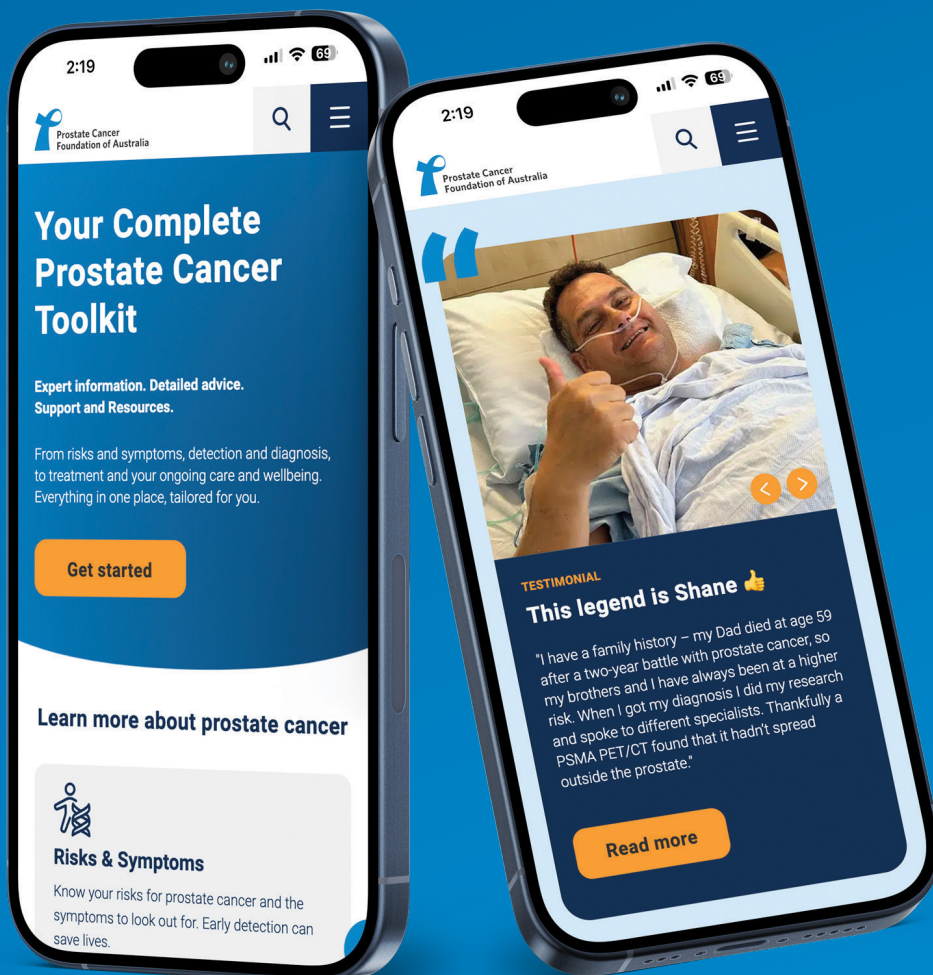 2:19
69
Prostate Cancer
Foundation of Australia
Your Complete
Prostate Cancer
Toolkit
Expert information. Detailed advice.
Support and Resources.
From risks and symptoms, detection and diagnosis,
to treatment and your ongoing care and wellbeing.
Everything in one place, tailored for you.
Get started
Learn more about prostate cancer
Risks & Symptoms
Know your risks for prostate cancer and the
symptoms to look out for. Early detection can
save lives.
2:19
69
Prostate Cancer
Foundation of Australia
“
TESTIMONIAL
This legend is Shane 👍
"I have a family history – my Dad died at age 59
after a two-year battle with prostate cancer, so
my brothers and I have always been at a higher
risk. When I got my diagnosis I did my research
and spoke to different specialists. Thankfully a
PSMA PET/CT found that it hadn't spread
outside the prostate."
Read more